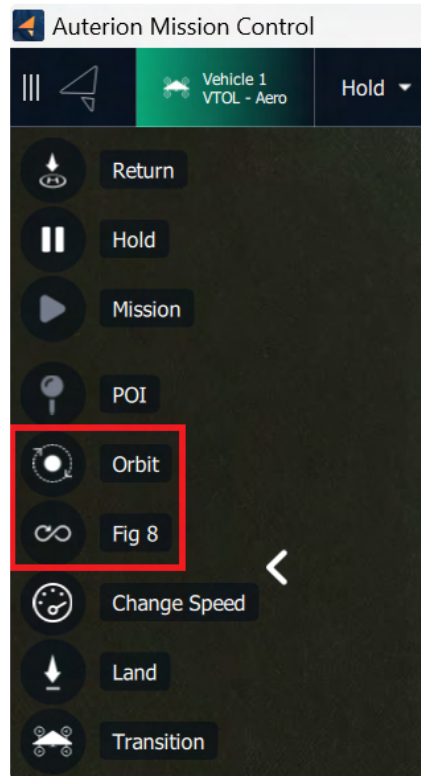 Auterion Mission Control
Vehicle 1
VTOL - Aero
Hold
Return
Hold
Mission
POI
Orbit
Fig 8
Change Speed
Land
Transition